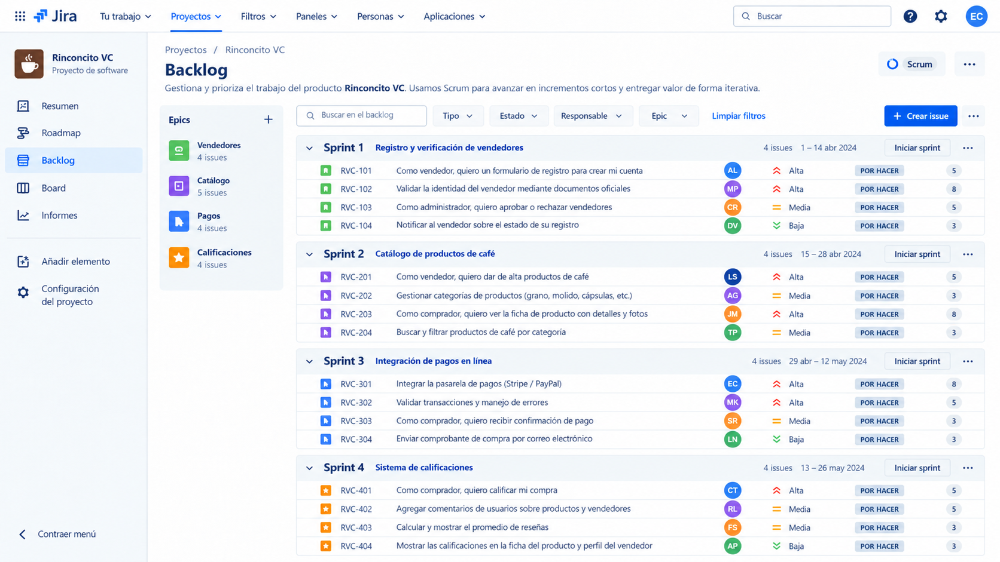 Jira
Tu trabajo
Proyectos
Filtros
Paneles
Personas
Aplicaciones
Buscar
?
EC
Rinconcito VC
Proyecto de software
Resumen
Roadmap
Backlog
Board
Informes
Añadir elemento
Configuración
del proyecto
Contraer menú
Proyectos / Rinconcito VC
Backlog
Gestiona y prioriza el trabajo del producto Rinconcito VC. Usamos Scrum para avanzar en incrementos cortos y entregar valor de forma iterativa.
Scrum
Epics
Vendedores
4 issues
Catálogo
5 issues
Pagos
4 issues
Calificaciones
4 issues
Buscar en el backlog
Tipo
Estado
Responsable
Epic
Limpiar filtros
+ Crear issue
Sprint 1 Registro y verificación de vendedores 4 issues 1 – 14 abr 2024 Iniciar sprint
RVC-101 Como vendedor, quiero un formulario de registro para crear mi cuenta AL Alta POR HACER 5
RVC-102 Validar la identidad del vendedor mediante documentos oficiales MP Alta POR HACER 8
RVC-103 Como administrador, quiero aprobar o rechazar vendedores CR Media POR HACER 5
RVC-104 Notificar al vendedor sobre el estado de su registro DV Baja POR HACER 3
Sprint 2 Catálogo de productos de café 4 issues 15 – 28 abr 2024 Iniciar sprint
RVC-201 Como vendedor, quiero dar de alta productos de café LS Alta POR HACER 5
RVC-202 Gestionar categorías de productos (grano, molido, cápsulas, etc.) AG Media POR HACER 3
RVC-203 Como comprador, quiero ver la ficha de producto con detalles y fotos JM Alta POR HACER 8
RVC-204 Buscar y filtrar productos de café por categoría TP Media POR HACER 3
Sprint 3 Integración de pagos en línea 4 issues 29 abr – 12 may 2024 Iniciar sprint
RVC-301 Integrar la pasarela de pagos (Stripe / PayPal) EC Alta POR HACER 8
RVC-302 Validar transacciones y manejo de errores MK Alta POR HACER 5
RVC-303 Como comprador, quiero recibir confirmación de pago SR Media POR HACER 3
RVC-304 Enviar comprobante de compra por correo electrónico LN Baja POR HACER 3
Sprint 4 Sistema de calificaciones 4 issues 13 – 26 may 2024 Iniciar sprint
RVC-401 Como comprador, quiero calificar mi compra CT Alta POR HACER 5
RVC-402 Agregar comentarios de usuarios sobre productos y vendedores RL Media POR HACER 5
RVC-403 Calcular y mostrar el promedio de reseñas FS Media POR HACER 3
RVC-404 Mostrar las calificaciones en la ficha del producto y perfil del vendedor AP Baja POR HACER 3